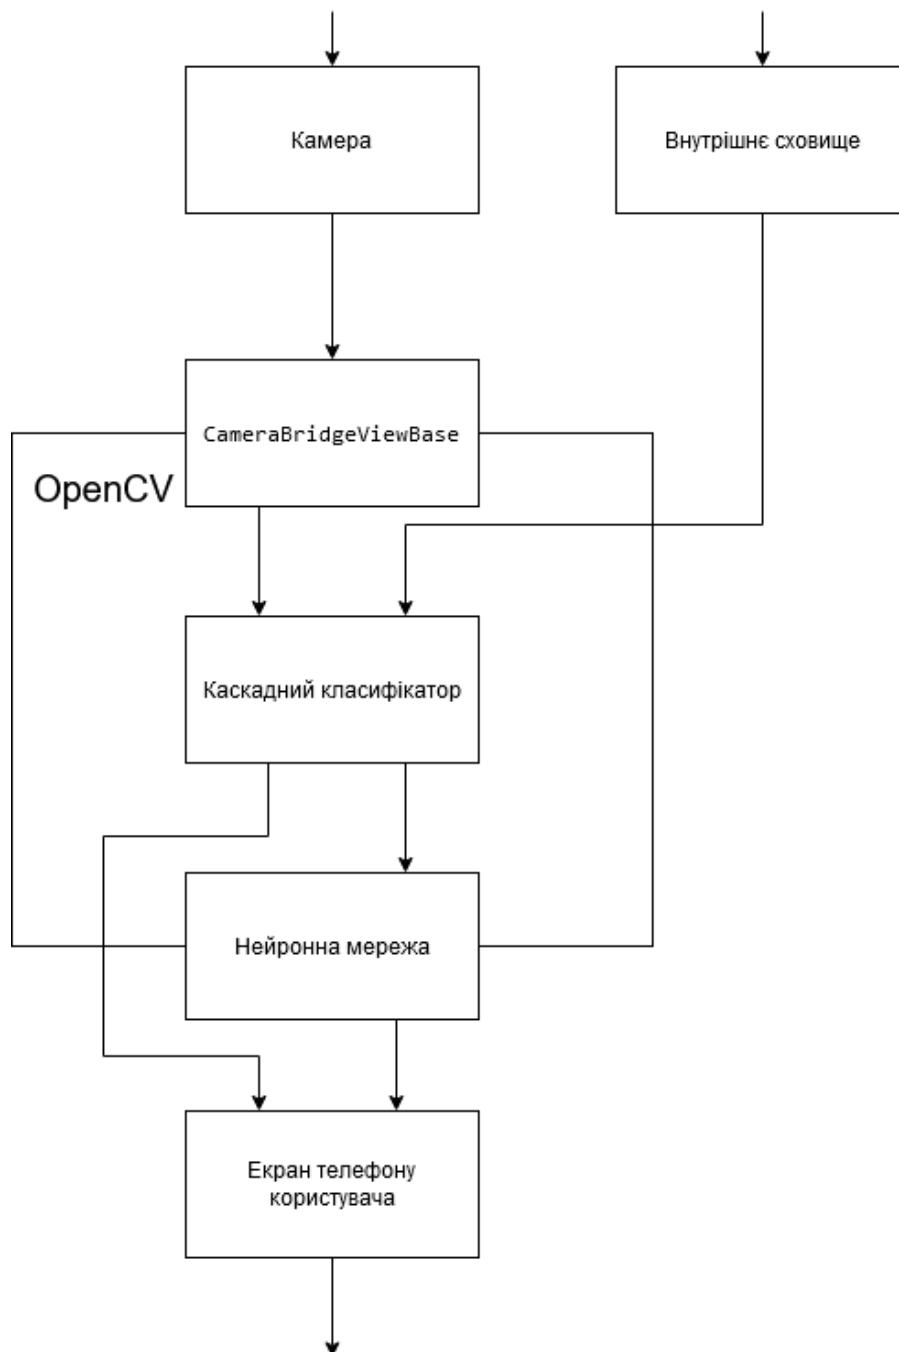 Камера
Внутрішнє сховище
CameraBridgeViewBase
OpenCV
Каскадний класифікатор
Нейронна мережа
Екран телефону
користувача